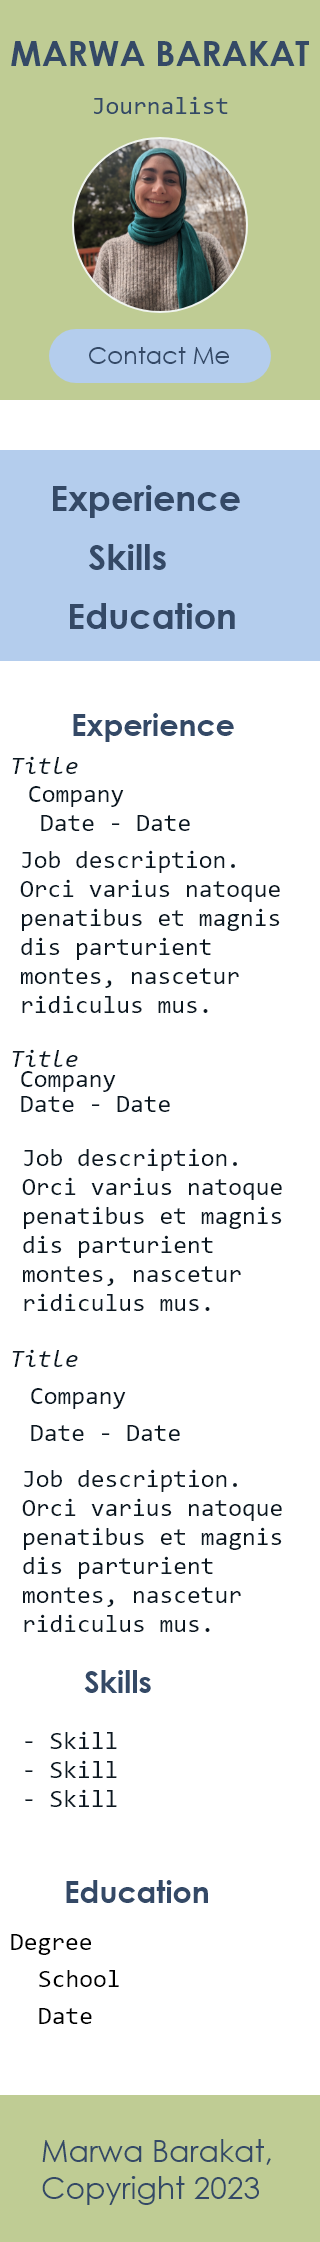 MARWA BARAKAT
Journalist
Contact Me
Experience
Skills
Education
Experience
Title
Company
Date - Date
Job description.
Orci varius natoque
penatibus et magnis
dis parturient
montes, nascetur
ridiculus mus.
Title
Company
Date - Date
Job description.
Orci varius natoque
penatibus et magnis
dis parturient
montes, nascetur
ridiculus mus.
Title
Company
Date - Date
Job description.
Orci varius natoque
penatibus et magnis
dis parturient
montes, nascetur
ridiculus mus.
Skills
- Skill
- Skill
- Skill
Education
Degree
School
Date
Marwa Barakat,
Copyright 2023